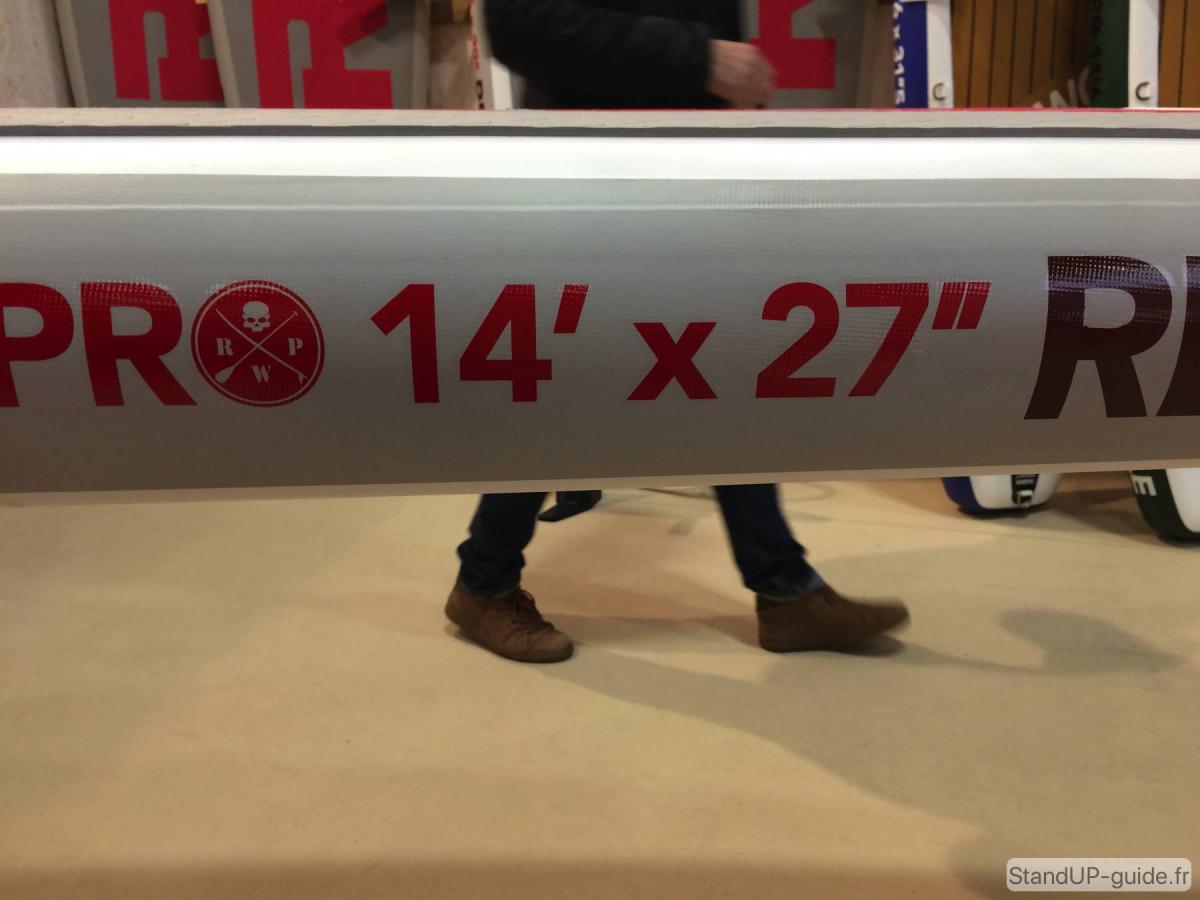 PRO 14' x 27"
R P
W
StandUP-guide.fr